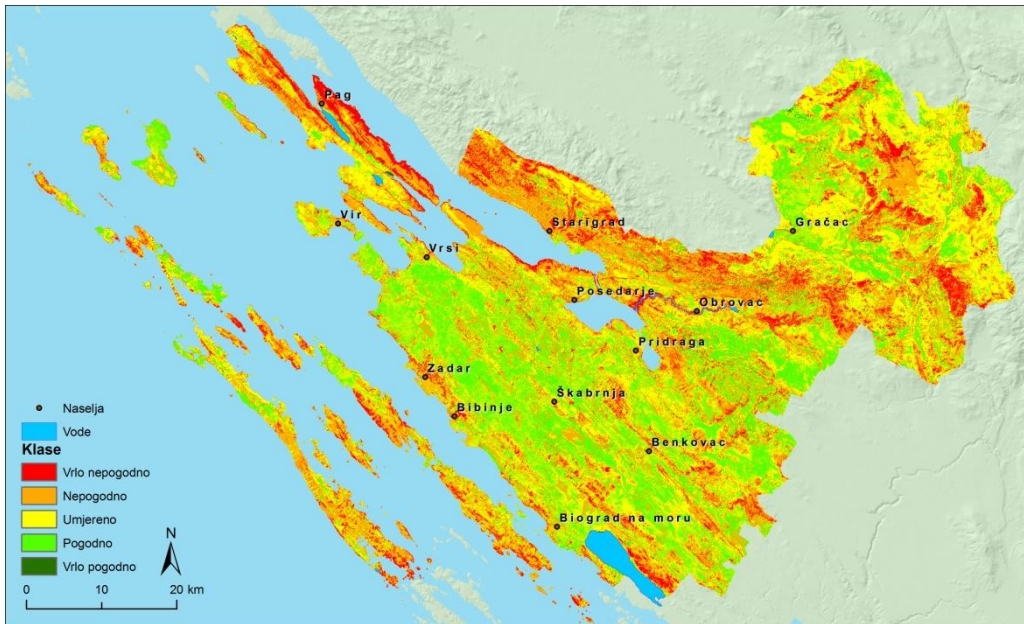 Pag
Vir
Starigrad
Gračac
Vrsi
Posedarje
Obrovac
Pridraga
Zadar
Škabrnja
Bibinje
Benkovac
Biograd na moru
Naselja
Vode
Klase
Vrlo nepogodno
Nepogodno
Umjereno
Pogodno
Vrlo pogodno
N
0 10 20 km